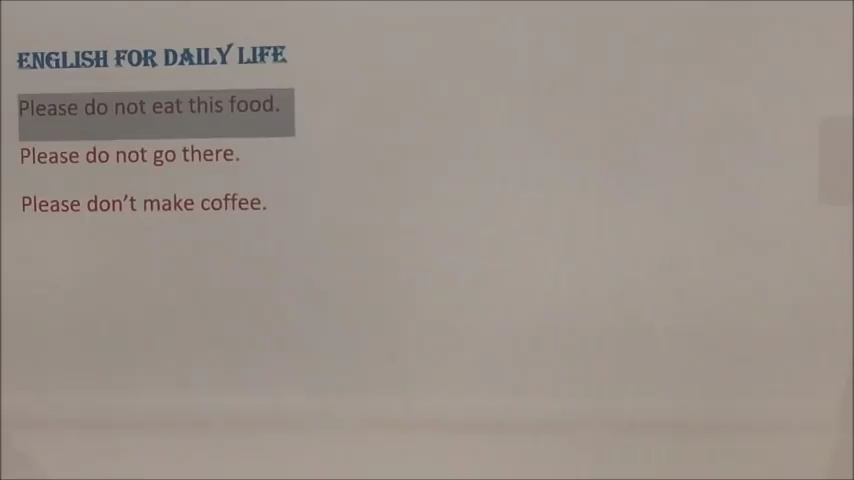 ENGLISH FOR DAILY LIFE
Please do not eat this food.
Please do not go there.
Please don't make coffee.